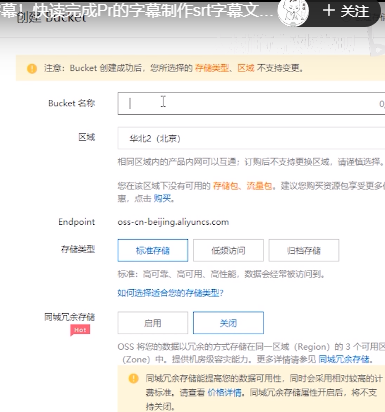 幕！快读完成Pr的字幕制作srt字幕文...
+ 关注
创建 Bucket
注意：Bucket 创建成功后，您所选择的 存储类型、区域 不支持变更。
Bucket 名称
0
区域
华北2（北京）
相同区域内的产品内网可以互通；订购后不支持更换区域，请谨慎选择。
您在该区域下没有可用的 存储包、流量包。建议您购买资源包享受更多
惠，点击 购买。
Endpoint
oss-cn-beijing.aliyuncs.com
存储类型
标准存储
低频访问
归档存储
标准：高可靠、高可用、高性能，数据会经常被访问到。
如何选择适合您的存储类型?
同城冗余存储
Hot
启用
关闭
OSS 将您的数据以冗余的方式存储在同一区域（Region）的 3 个可用区
（Zone）中。提供机房级容灾能力。更多详情请参见 同城冗余存储。
同城冗余存储能提高您的数据可用性，同时会采用相对较高的计
费标准。请查看 价格详情。同城冗余存储属性开启后，将不支
持关闭。